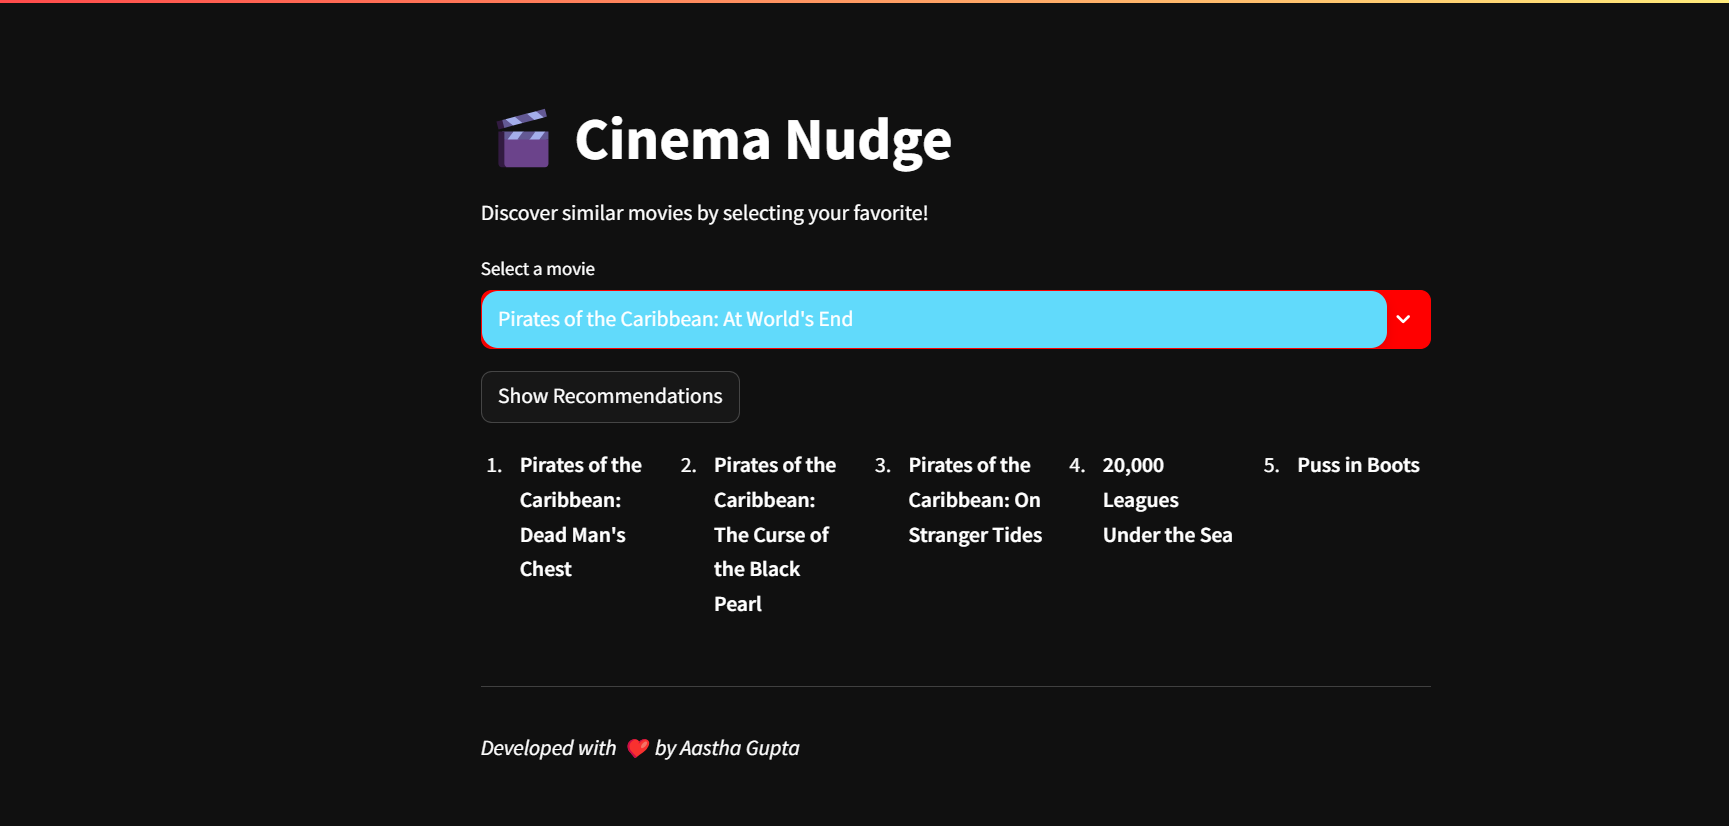 Cinema Nudge
Discover similar movies by selecting your favorite!
Select a movie
Pirates of the Caribbean: At World's End
Show Recommendations
1. Pirates of the
Caribbean:
Dead Man's
Chest
2. Pirates of the
Caribbean:
The Curse of
the Black
Pearl
3. Pirates of the
Caribbean: On
Stranger Tides
4. 20,000
Leagues
Under the Sea
5. Puss in Boots
Developed with ❤️ by Aastha Gupta